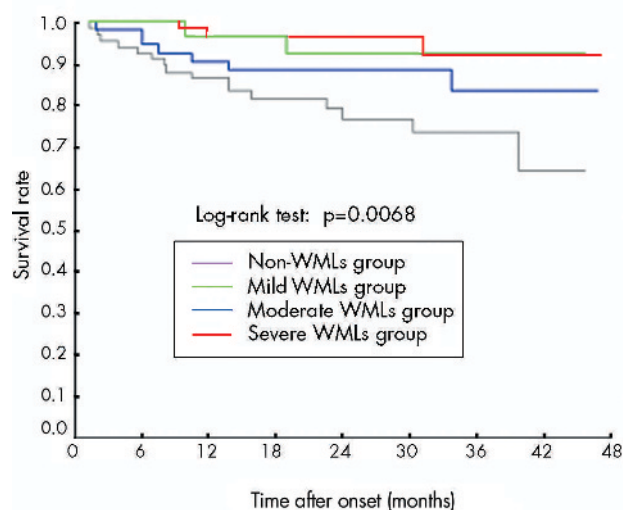 1.0
0.9
0.8
0.7
0.6
0.5
0.4
0.3
0.2
0.1
0.0
Survival rate
Log-rank test: p=0.0068
Non-WMLs group
Mild WMLs group
Moderate WMLs group
Severe WMLs group
0 6 12 18 24 30 36 42 48
Time after onset (months)